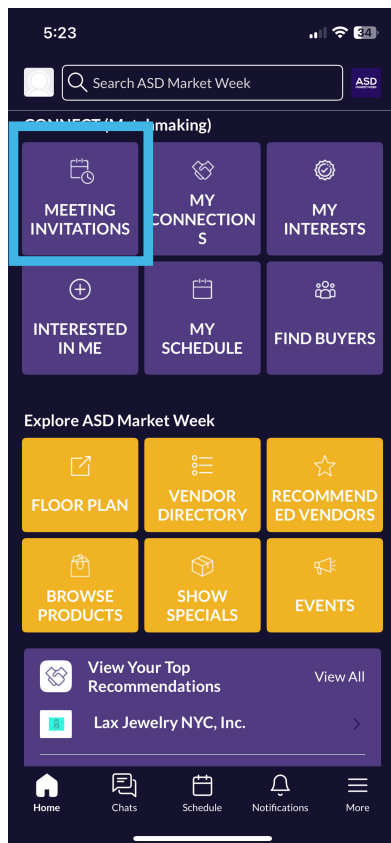 5:23
34
Search ASD Market Week
ASD
MARKETWEEK
CONNECT (Matchmaking)
MEETING
INVITATIONS
MY
CONNECTION
S
MY
INTERESTS
INTERESTED
IN ME
MY
SCHEDULE
FIND BUYERS
Explore ASD Market Week
FLOOR PLAN
VENDOR
DIRECTORY
RECOMMEND
ED VENDORS
BROWSE
PRODUCTS
SHOW
SPECIALS
EVENTS
View Your Top
Recommendations
View All
Lax Jewelry NYC, Inc.
Home
Chats
Schedule
Notifications
More